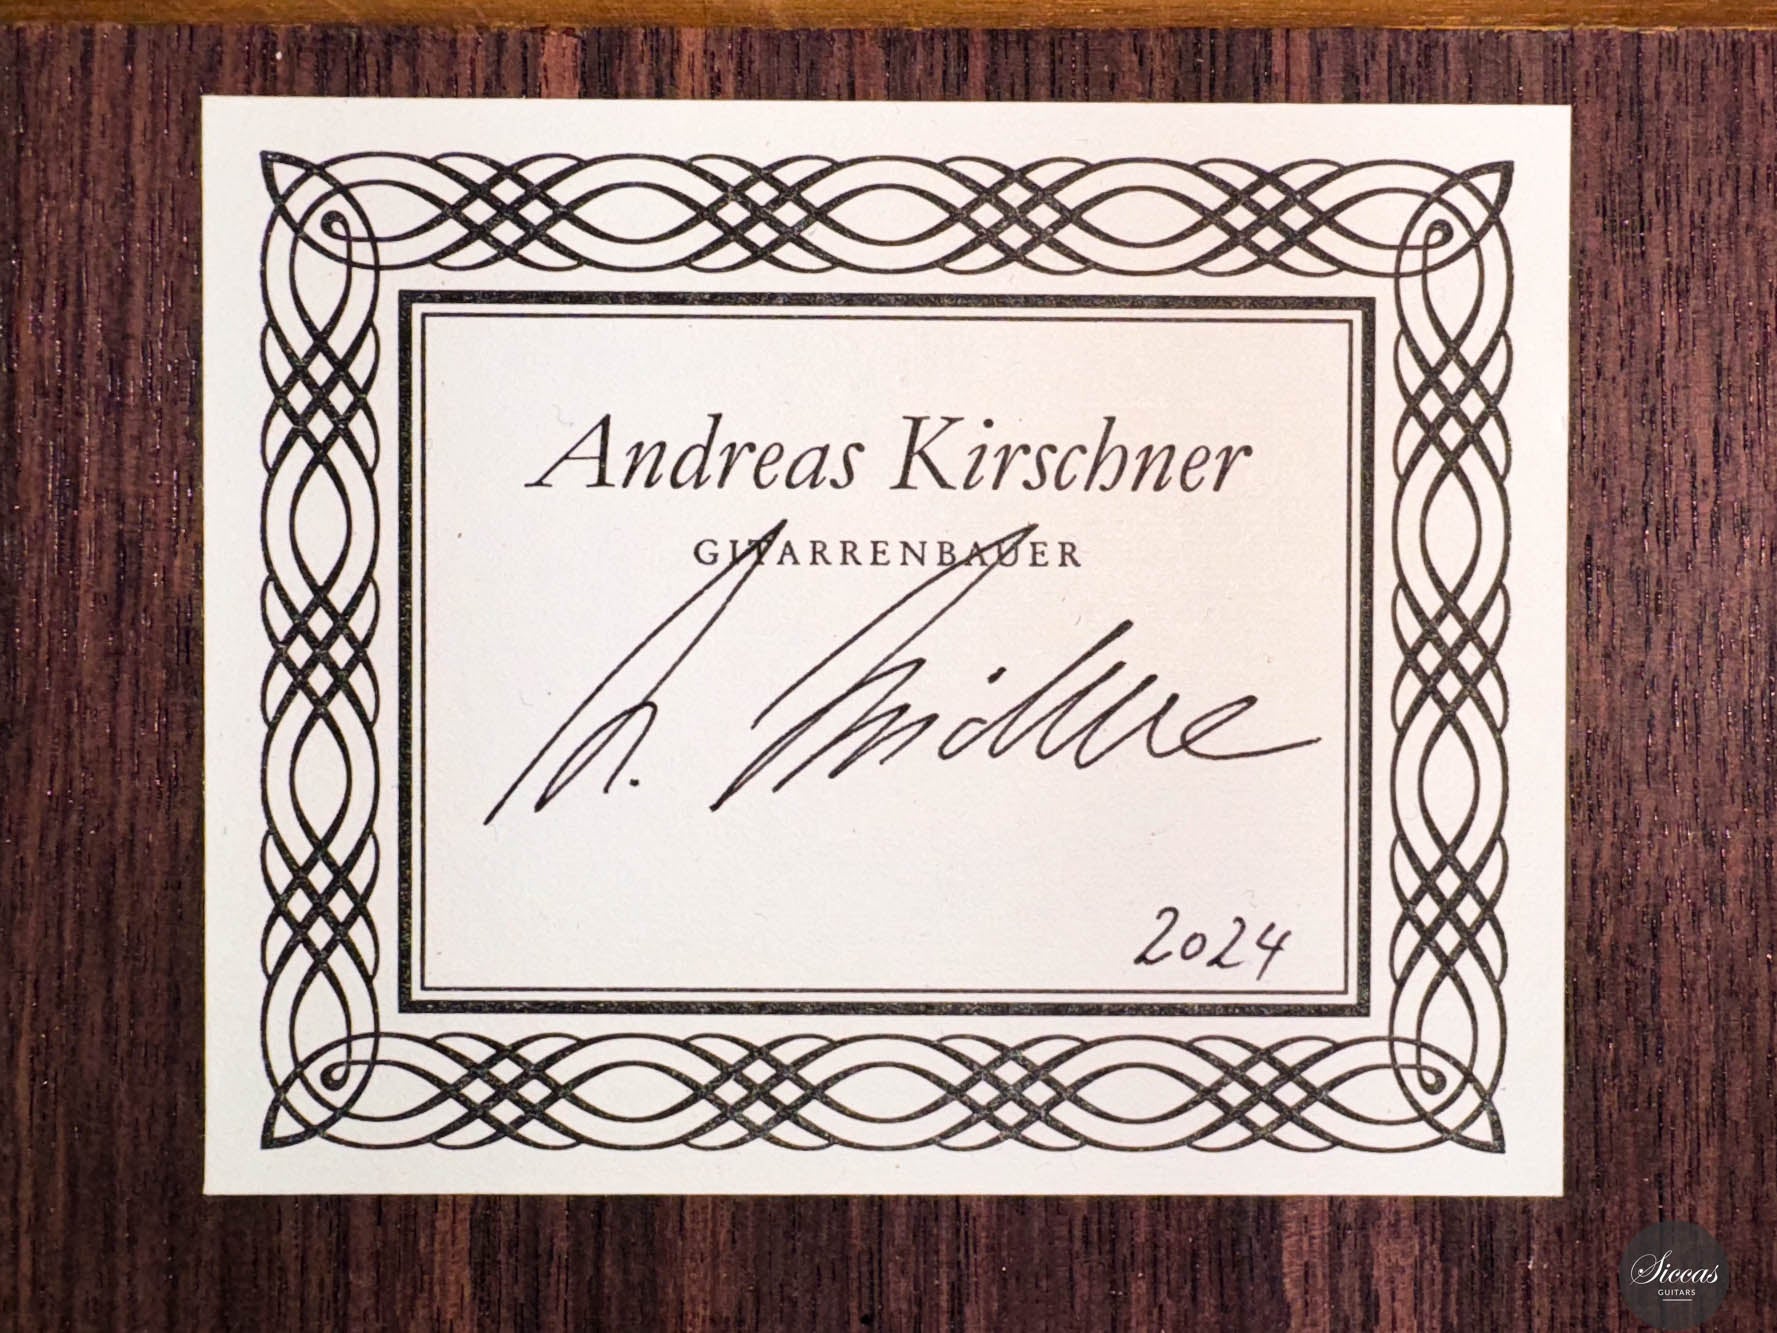 Andreas Kirschner
GITARRENBAUER
2024
Siccas
GUITARS